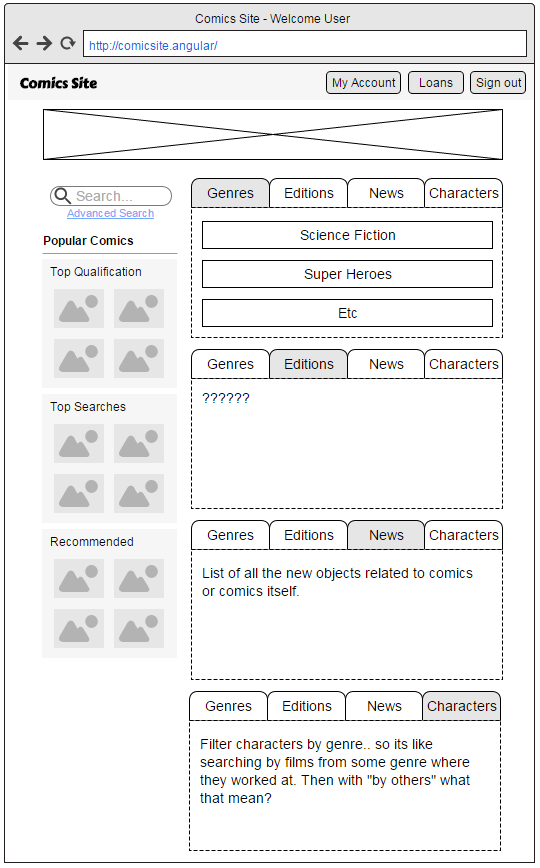 Comics Site - Welcome User
http://comicsite.angular/
Comics Site
My Account Loans Sign out
Search...
Advanced Search
Popular Comics
Top Qualification
Top Searches
Recommended
Genres Editions News Characters
Science Fiction
Super Heroes
Etc
Genres Editions News Characters
??????
Genres Editions News Characters
List of all the new objects related to comics
or comics itself.
Genres Editions News Characters
Filter characters by genre.. so its like
searching by films from some genre where
they worked at. Then with "by others" what
that mean?